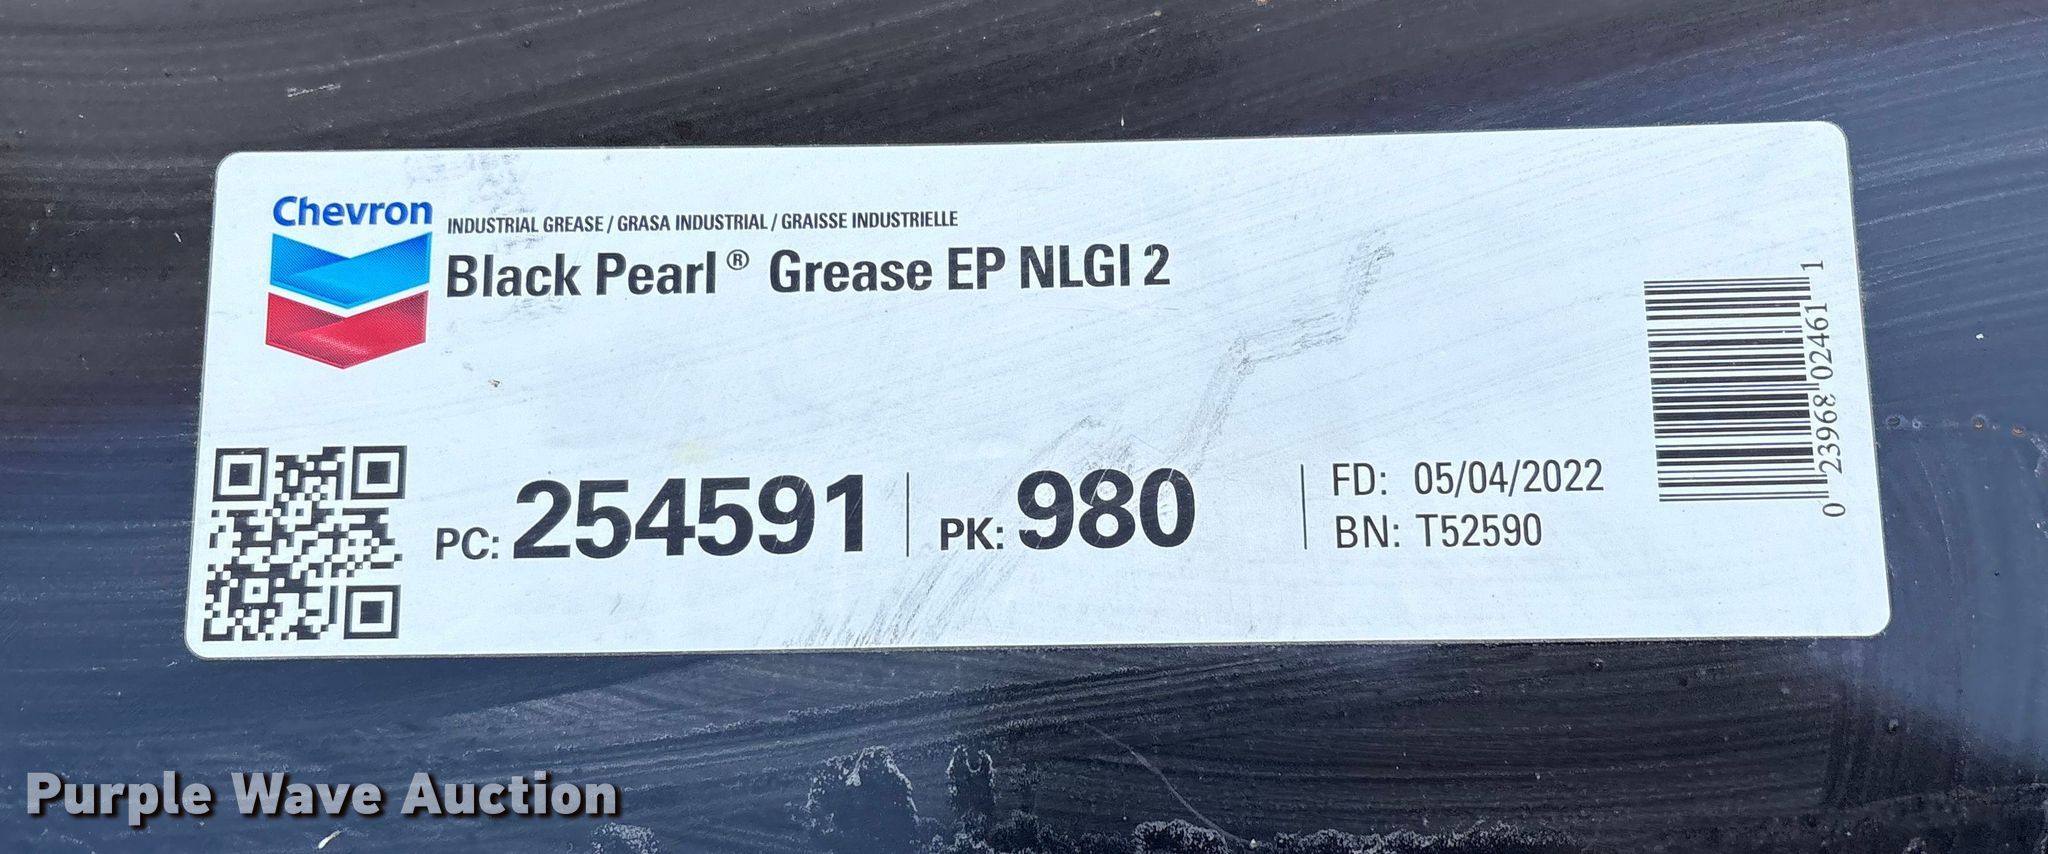 Chevron
INDUSTRIAL GREASE / GRASA INDUSTRIAL / GRAISSE INDUSTRIELLE
Black Pearl® Grease EP NLGI 2
PC: 254591
PK: 980
FD: 05/04/2022
BN: T52590
0 23968 02461 1
Purple Wave Auction